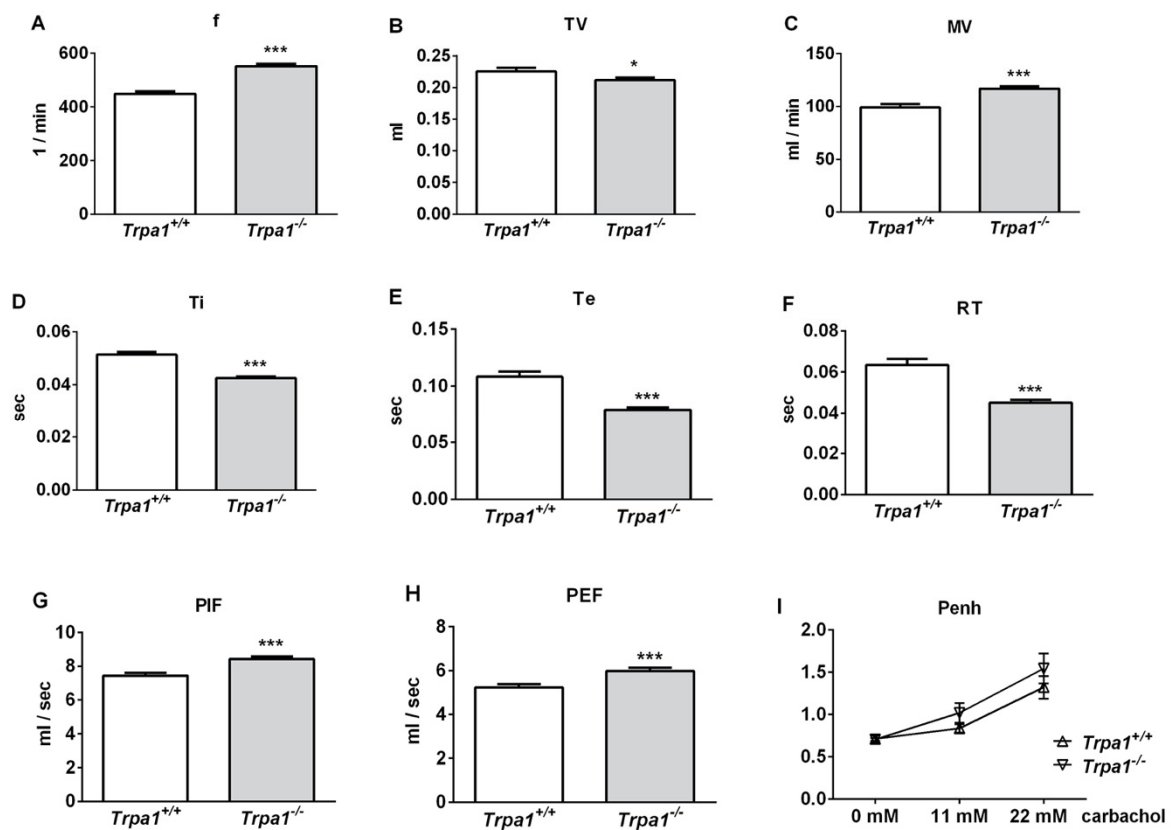 A f
***
600
400
200
0
1 / min
Trpa1+/+ Trpa1-/-
B TV
*
0.25
0.20
0.15
0.10
0.05
0.00
ml
Trpa1+/+ Trpa1-/-
C MV
***
150
100
50
0
ml / min
Trpa1+/+ Trpa1-/-
D Ti
0.06
0.04
0.02
0.00
***
sec
Trpa1+/+ Trpa1-/-
E Te
0.15
0.10
0.05
0.00
***
sec
Trpa1+/+ Trpa1-/-
F RT
0.08
0.06
0.04
0.02
0.00
***
sec
Trpa1+/+ Trpa1-/-
G PIF
10
8
6
4
2
0
***
ml / sec
Trpa1+/+ Trpa1-/-
H PEF
8
6
4
2
0
***
ml / sec
Trpa1+/+ Trpa1-/-
I Penh
2.0
1.5
1.0
0.5
0.0
Trpa1+/+
Trpa1-/-
0 mM 11 mM 22 mM carbachol